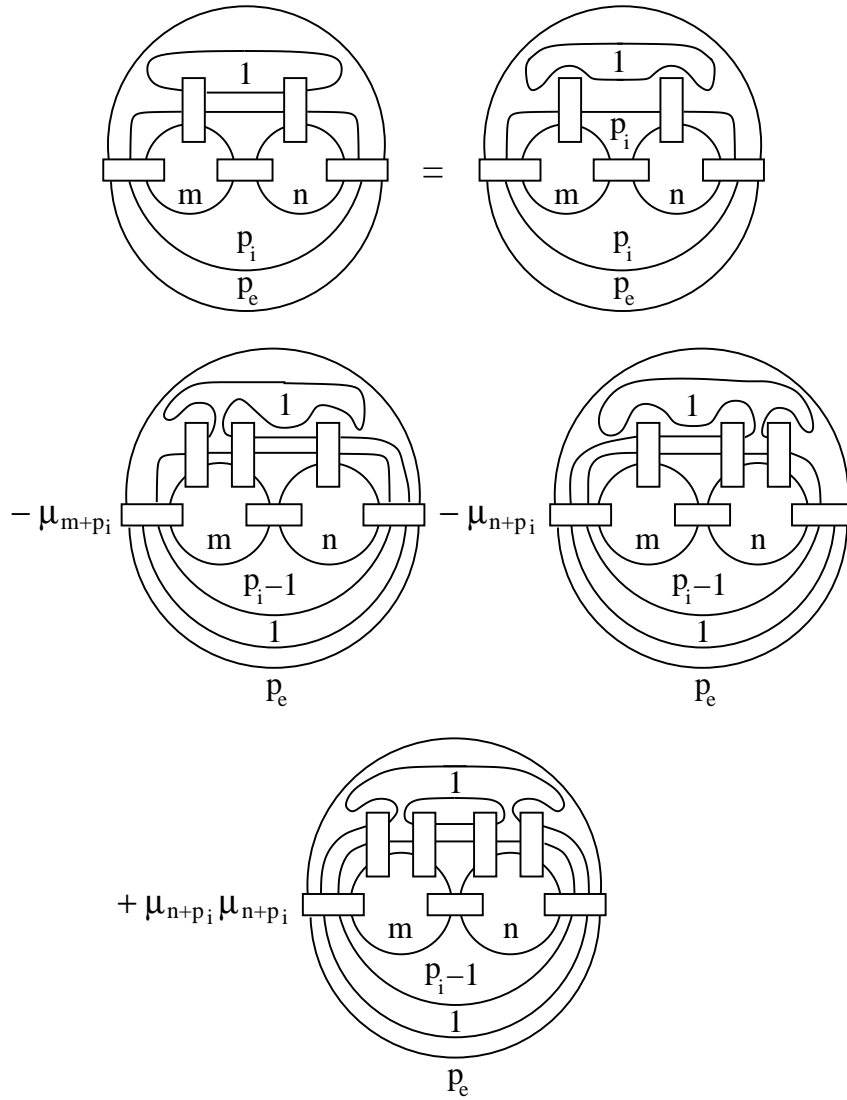 1 1
p_i
m n = m n
p_i p_i
p_e p_e
1 1
− μ_{m+p_i} m n − μ_{n+p_i} m n
p_i−1 p_i−1
1 1
p_e p_e
1
+ μ_{n+p_i} μ_{n+p_i} m n
p_i−1
1
p_e